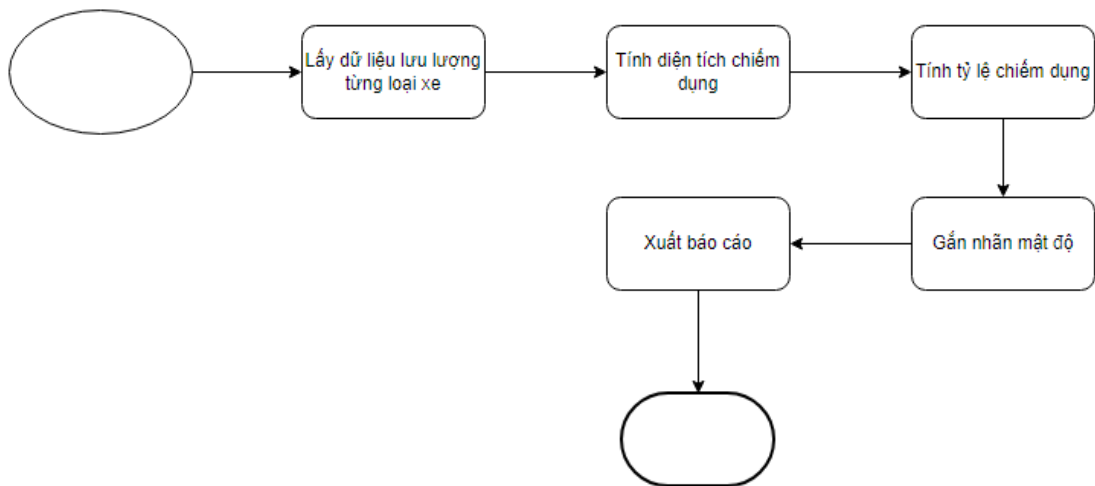 Lấy dữ liệu lưu lượng
từng loại xe
Tính diện tích chiếm
dụng
Tính tỷ lệ chiếm dụng
Gắn nhãn mật độ
Xuất báo cáo